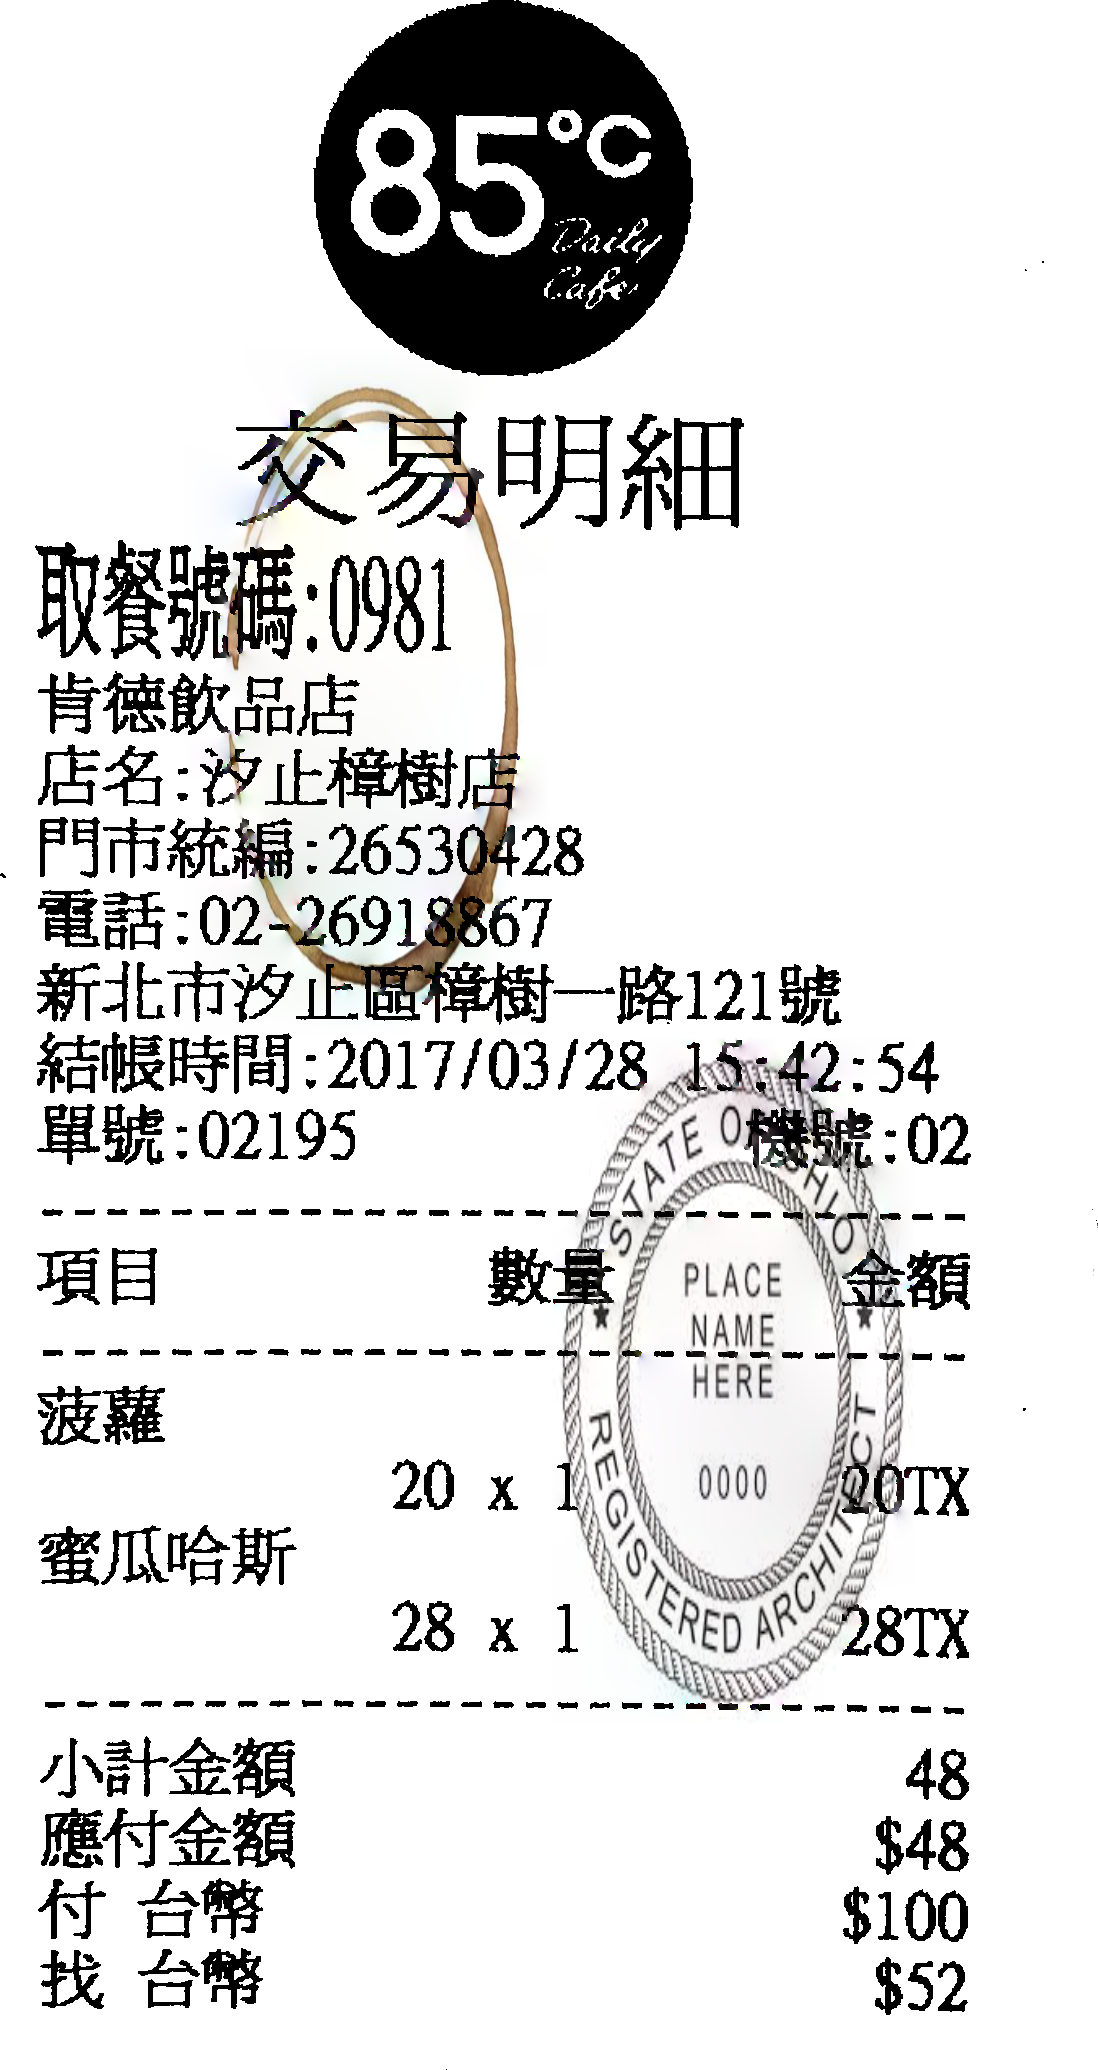 85°C
Daily
Cafe
交易明細
取餐號碼:0981
肯德飲品店
店名:汐止樟樹店
門市統編:26530428
電話:02-26918867
新北市汐止區樟樹一路121號
結帳時間:2017/03/28 15:42:54
單號:02195 機號:02
項目 數量 金額
菠蘿
20 x 1 20TX
蜜瓜哈斯
28 x 1 28TX
小計金額 48
應付金額 $48
付 台幣 $100
找 台幣 $52
STATE OF OHIO
PLACE
NAME
HERE
0000
REGISTERED ARCHITECT